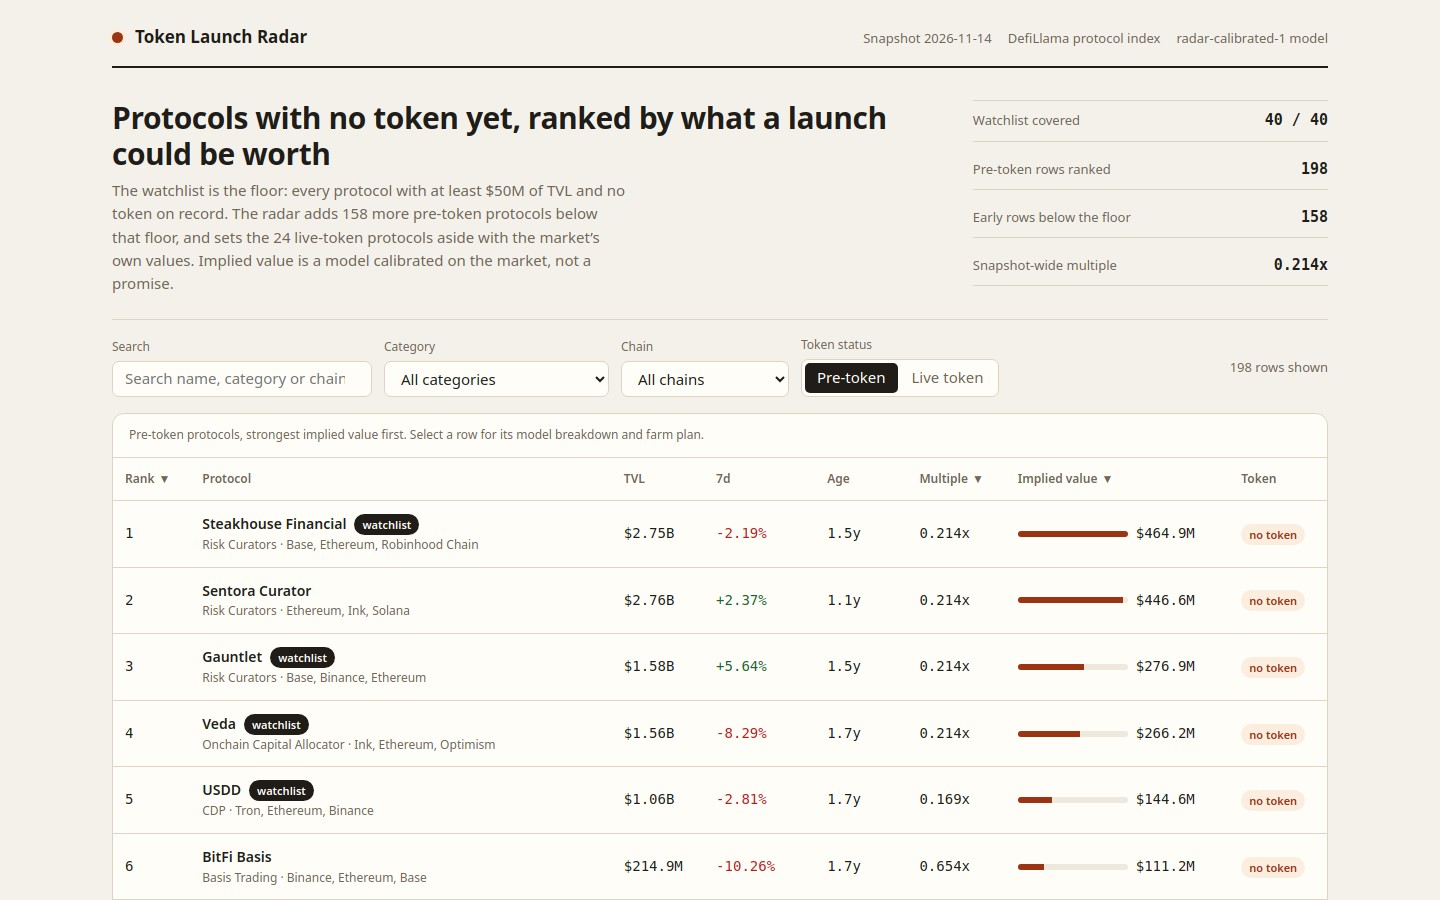 Token Launch Radar
Snapshot 2026-11-14 DefiLlama protocol index radar-calibrated-1 model
Protocols with no token yet, ranked by what a launch
could be worth
The watchlist is the floor: every protocol with at least $50M of TVL and no
token on record. The radar adds 158 more pre-token protocols below
that floor, and sets the 24 live-token protocols aside with the market’s
own values. Implied value is a model calibrated on the market, not a
promise.
Watchlist covered 40 / 40
Pre-token rows ranked 198
Early rows below the floor 158
Snapshot-wide multiple 0.214x
Search Category Chain Token status
Search name, category or chain All categories All chains Pre-token Live token
198 rows shown
Pre-token protocols, strongest implied value first. Select a row for its model breakdown and farm plan.
Rank ▼ Protocol TVL 7d Age Multiple ▼ Implied value ▼ Token
1 Steakhouse Financial watchlist $2.75B -2.19% 1.5y 0.214x $464.9M no token
Risk Curators · Base, Ethereum, Robinhood Chain
2 Sentora Curator $2.76B +2.37% 1.1y 0.214x $446.6M no token
Risk Curators · Ethereum, Ink, Solana
3 Gauntlet watchlist $1.58B +5.64% 1.5y 0.214x $276.9M no token
Risk Curators · Base, Binance, Ethereum
4 Veda watchlist $1.56B -8.29% 1.7y 0.214x $266.2M no token
Onchain Capital Allocator · Ink, Ethereum, Optimism
5 USDD watchlist $1.06B -2.81% 1.7y 0.169x $144.6M no token
CDP · Tron, Ethereum, Binance
6 BitFi Basis $214.9M -10.26% 1.7y 0.654x $111.2M no token
Basis Trading · Binance, Ethereum, Base